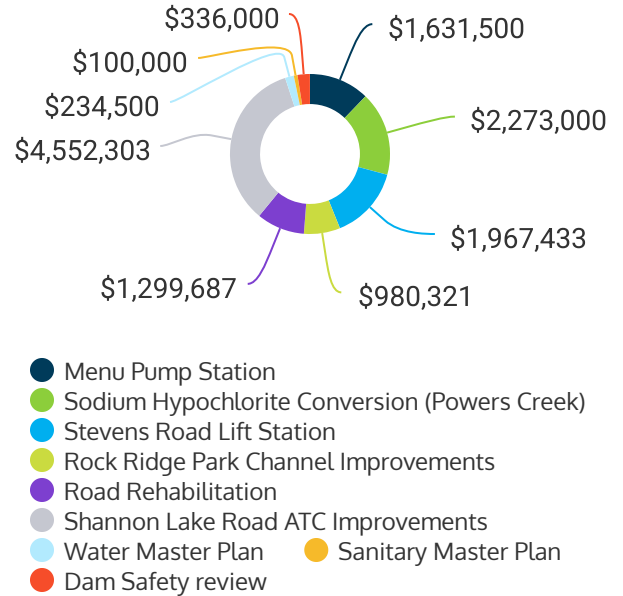 $336,000
$1,631,500
$100,000
$234,500
$2,273,000
$4,552,303
$1,967,433
$1,299,687
$980,321
Menu Pump Station
Sodium Hypochlorite Conversion (Powers Creek)
Stevens Road Lift Station
Rock Ridge Park Channel Improvements
Road Rehabilitation
Shannon Lake Road ATC Improvements
Water Master Plan Sanitary Master Plan
Dam Safety review